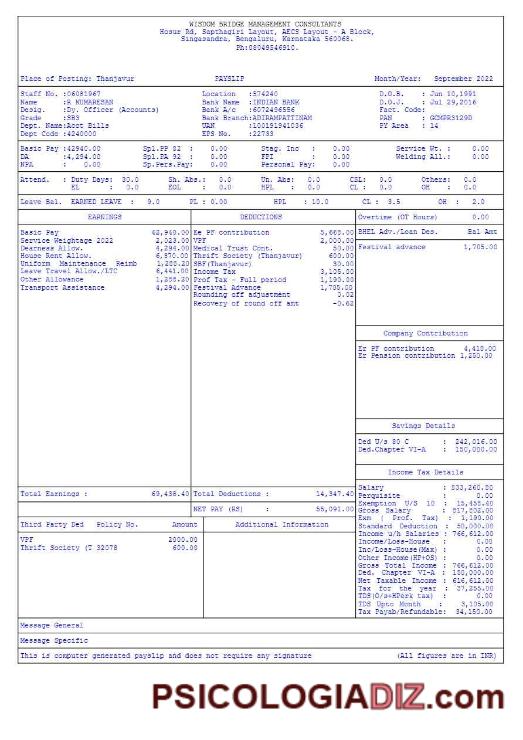 WISDOM BRIDGE MANAGEMENT CONSULTANTS
Hosur Rd, Sapthagiri Layout, AECS Layout - A Block,
Singasandra, Bengaluru, Karnataka 560068.
Ph:08049546910.
Place of Posting: Thanjavur PAYSLIP Month/Year: September 2022
Staff No. :06081967 Location :574240 D.O.B. : Jun 10,1991
Name :R KUMARESAN Bank Name :INDIAN BANK D.O.J. : Jul 29,2016
Desig. :Dy. Officer (Accounts) Bank A/c :6072496556 Fact. Code:
Grade :SB3 Bank Branch:ADIRAMPATTINAM PAN : GCMPR3129D
Dept. Name:Acct Bills UAN :100191941036 PY Area : 14
Dept Code :4240000 EPS No. :22733
Basic Pay :42940.00 Spl.PP 82 : 0.00 Stag. Inc : 0.00 Service Wt. : 0.00
DA :4,294.00 Spl.PA 92 : 0.00 FPI : 0.00 Welding All.: 0.00
NPA : 0.00 Sp.Pers.Pay: 0.00 Personal Pay: 0.00
Attend. : Duty Days: 30.0 Sh. Abs.: 0.0 Un. Abs: 0.0 CSL: 0.0 Others: 0.0
EL : 0.0 EOL : 0.0 HPL : 0.0 CL : 0.0 OH : 0.0
Leave Bal. EARNED LEAVE : 9.0 PL : 0.00 HPL : 10.0 CL : 3.5 OH : 2.0
EARNINGS DEDUCTIONS Overtime (OT Hours) 0.00
Basic Pay 42,940.00 Ee PF contribution 5,665.00 BHEL Adv./Loan Des. Bal Amt
Service Weightage 2022 2,023.00 VPF 2,000.00
Dearness Allow. 4,294.00 Medical Trust Cont. 50.00 Festival advance 1,705.00
House Rent Allow. 6,870.00 Thrift Society (Thanjavur) 600.00
Uniform Maintenance Reimb 1,288.20 SBF(Thanjavur) 30.00
Leave Travel Allow./LTC 6,441.00 Income Tax 3,105.00
Other Allowance 1,288.20 Prof Tax - Full period 1,190.00
Transport Assistance 4,294.00 Festival Advance 1,705.00
Rounding off adjustment 0.02
Recovery of round off amt -0.62
Company Contribution
Er PF contribution 4,410.00
Er Pension contribution 1,250.00
Savings Details
Ded U/s 80 C : 242,016.00
Ded.Chapter VI-A : 150,000.00
Income Tax Details
Salary : 833,260.80
Total Earnings : 69,438.40 Total Deductions : 14,347.40 Perquisite : 0.00
Exemption U/S 10 : 15,458.40
NET PAY (RS) : 55,091.00 Gross Salary : 817,802.00
Exm ( Prof. Tax) : 1,190.00
Third Party Ded Policy No. Amount Additional Information Standard Deduction : 50,000.00
Income u/h Salaries : 766,612.00
VPF 2000.00 Income/Loss-House : 0.00
Thrift Society (T 32078 600.00 Inc/Loss-House(Max) : 0.00
Other Income(HP+OS) : 0.00
Gross Total Income : 766,612.00
Ded. Chapter VI-A : 150,000.00
Net Taxable Income : 616,612.00
Tax for the year : 37,255.00
TDS(O/s+HPerk tax) : 0.00
TDS Upto Month : 3,105.00
Tax Payab/Refundable: 34,150.00
Message General
Message Specific
This is computer generated payslip and does not require any signature (All figures are in INR)
PSICOLOGIADIZ.com